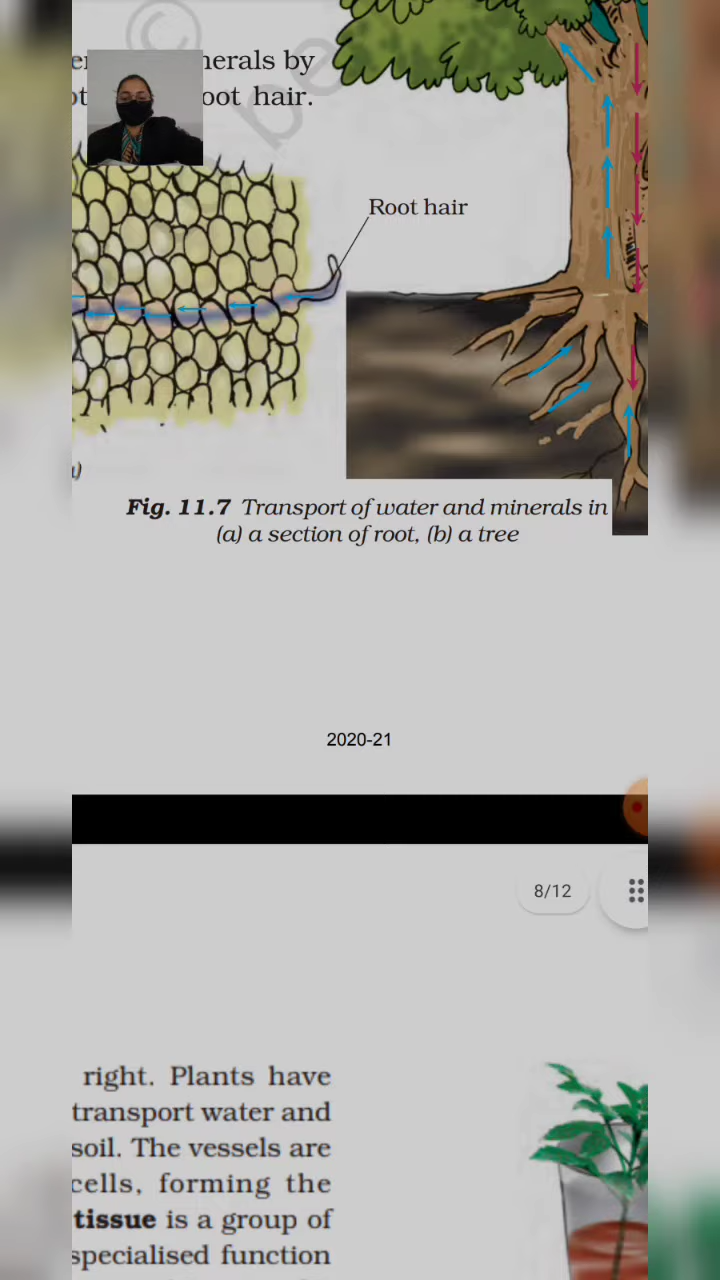 nerals by
oot hair.
Root hair
Fig. 11.7 Transport of water and minerals in
(a) a section of root, (b) a tree
2020-21
8/12
right. Plants have
transport water and
soil. The vessels are
cells, forming the
tissue is a group of
specialised function